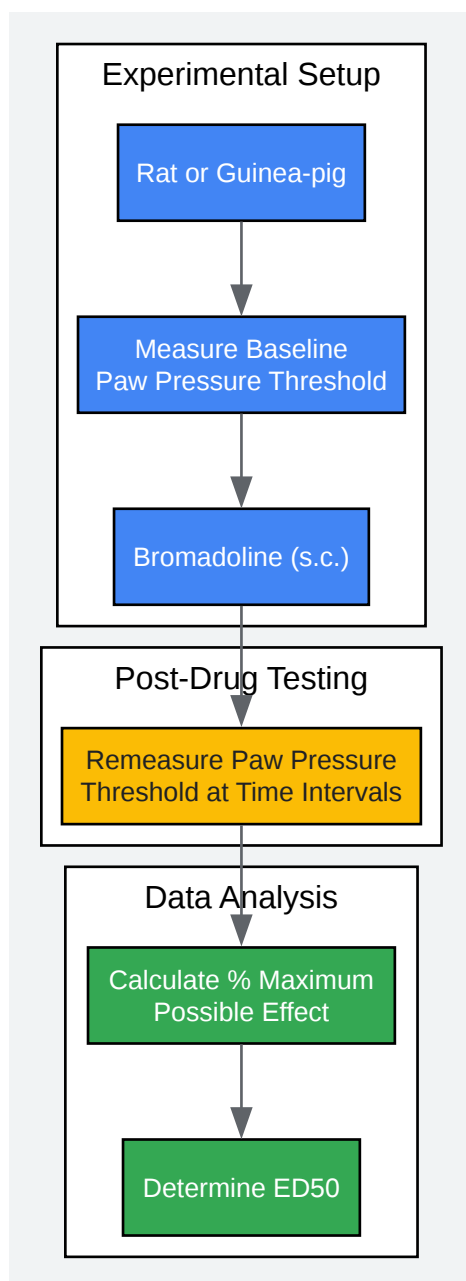 Experimental Setup
Rat or Guinea-pig
Measure Baseline
Paw Pressure Threshold
Bromadoline (s.c.)
Post-Drug Testing
Remeasure Paw Pressure
Threshold at Time Intervals
Data Analysis
Calculate % Maximum
Possible Effect
Determine ED50